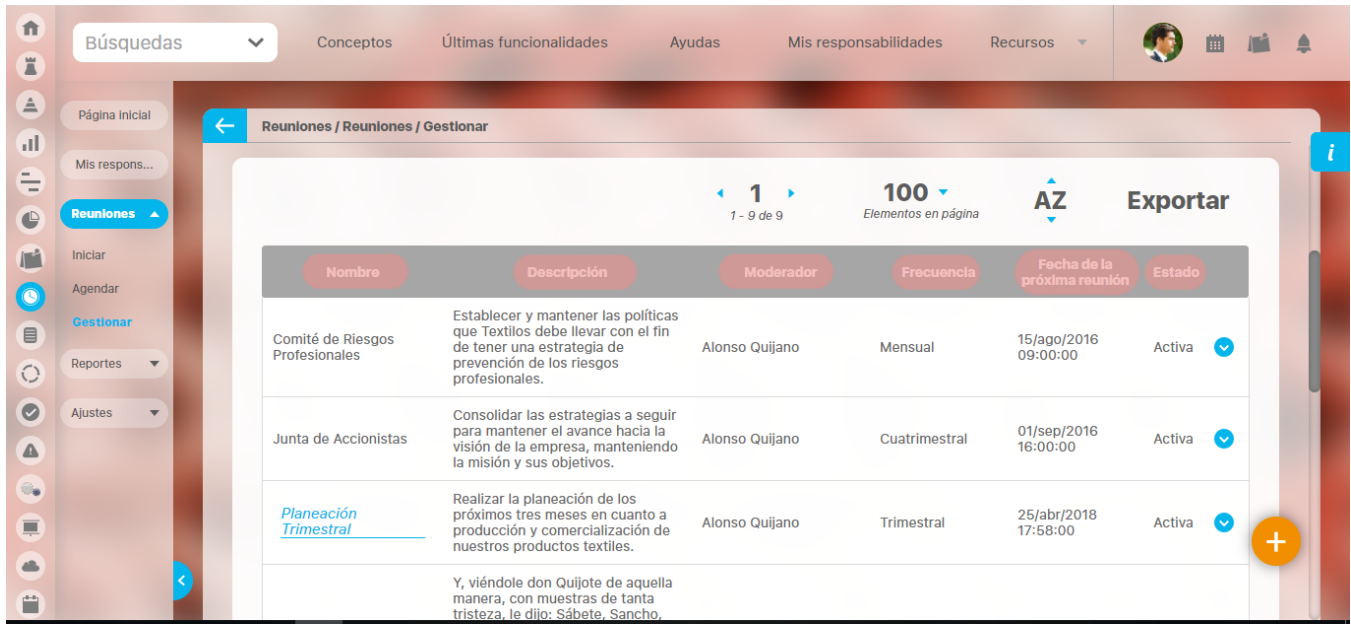 Búsquedas
Conceptos
Últimas funcionalidades
Ayudas
Mis responsabilidades
Recursos
Página inicial
Mis respons...
Reuniones
Iniciar
Agendar
Gestionar
Reportes
Ajustes
Reuniones / Reuniones / Gestionar
i
1
1 - 9 de 9
100
Elementos en página
AZ
Exportar
Nombre
Descripción
Moderador
Frecuencia
Fecha de la
próxima reunión
Estado
Comité de Riesgos
Profesionales
Establecer y mantener las políticas
que Textilos debe llevar con el fin
de tener una estrategia de
prevención de los riesgos
profesionales.
Alonso Quijano
Mensual
15/ago/2016
09:00:00
Activa
Junta de Accionistas
Consolidar las estrategias a seguir
para mantener el avance hacia la
visión de la empresa, manteniendo
la misión y sus objetivos.
Alonso Quijano
Cuatrimestral
01/sep/2016
16:00:00
Activa
Planeación
Trimestral
Realizar la planeación de los
próximos tres meses en cuanto a
producción y comercialización de
nuestros productos textiles.
Alonso Quijano
Trimestral
25/abr/2018
17:58:00
Activa
Y, viéndole don Quijote de aquella
manera, con muestras de tanta
tristeza, le dijo: Sábete, Sancho,